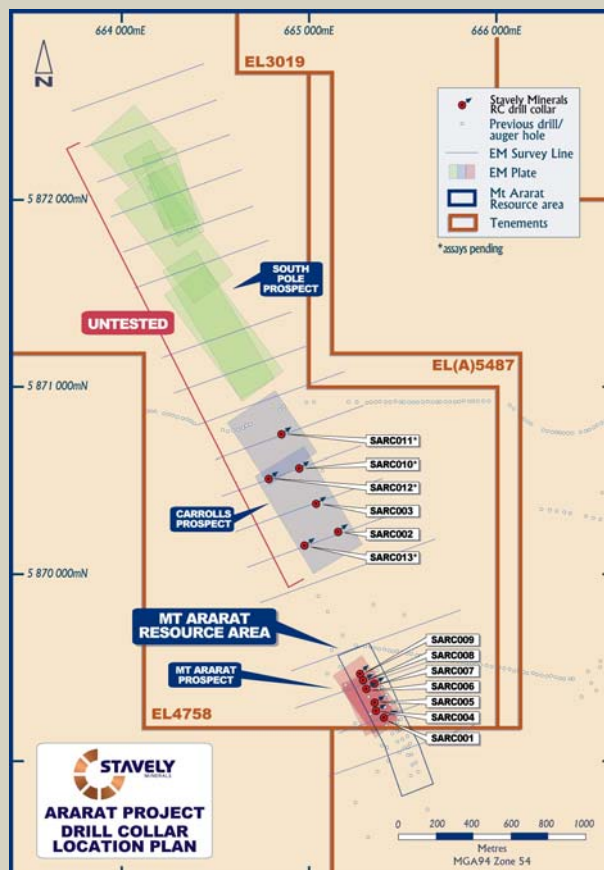 664 000mE
665 000mE
666 000mE
EL3019
N
Stavely Minerals
RC drill collar
Previous drill/
auger hole
EM Survey Line
EM Plate
Mt Ararat
Resource area
Tenements
*assays pending
5 872 000mN
SOUTH
POLE
PROSPECT
UNTESTED
EL(A)5487
5 871 000mN
SARC011*
SARC010*
SARC012*
SARC003
CARROLLS
PROSPECT
SARC002
SARC013*
5 870 000mN
MT ARARAT
RESOURCE AREA
SARC009
SARC008
MT ARARAT
PROSPECT
SARC007
SARC006
SARC005
SARC004
SARC001
EL4758
STAVELY
MINERALS
ARARAT PROJECT
DRILL COLLAR
LOCATION PLAN
0 200 400 600 800 1000
Metres
MGA94 Zone 54